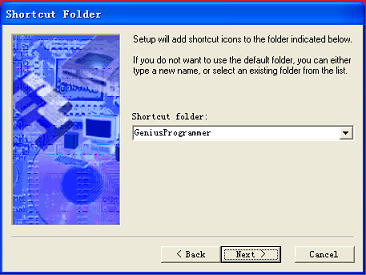 Shortcut Folder
Setup will add shortcut icons to the folder indicated below.
If you do not want to use the default folder, you can either
type a new name, or select an existing folder from the list.
Shortcut folder:
GeniusProgrammer
< Back
Next >
Cancel